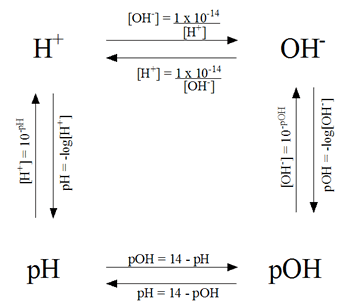 [OH⁻] = 1 x 10⁻¹⁴
[H⁺]
H⁺
OH-
[H⁺] = 1 x 10⁻¹⁴
[OH⁻]
[H⁺] = 10⁻ᵖᴴ
pH = -log[H⁺]
[OH⁻] = 10⁻ᵖᴼᴴ
pOH = -log[OH⁻]
pOH = 14 - pH
pH
pOH
pH = 14 - pOH